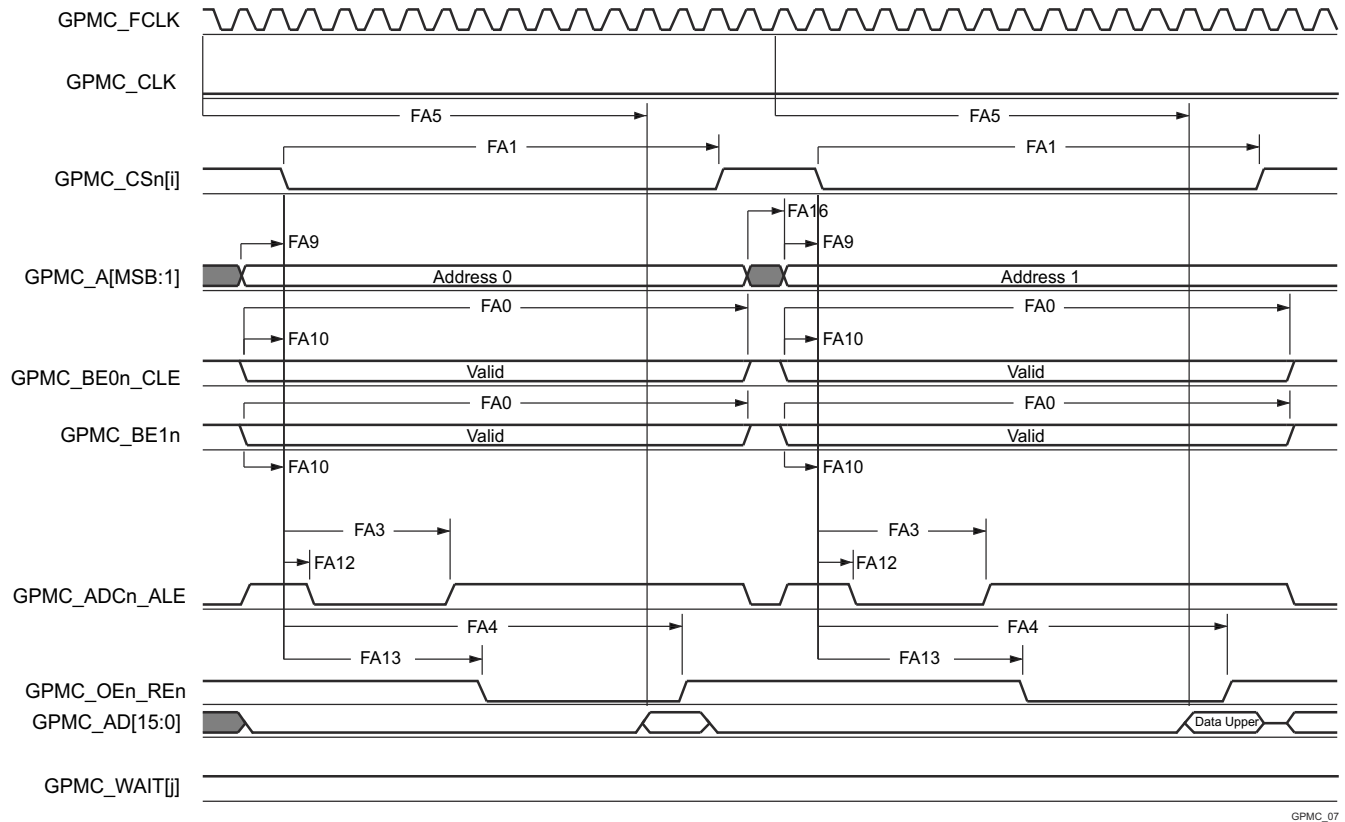 GPMC_FCLK
GPMC_CLK
FA5 FA5
FA1 FA1
GPMC_CSn[i]
FA16
FA9 FA9
GPMC_A[MSB:1] Address 0 Address 1
FA0 FA0
FA10 FA10
GPMC_BE0n_CLE Valid Valid
FA0 FA0
GPMC_BE1n Valid Valid
FA10 FA10
FA3 FA3
FA12 FA12
GPMC_ADCn_ALE
FA4 FA4
FA13 FA13
GPMC_OEn_REn
GPMC_AD[15:0] Data Upper
GPMC_WAIT[j]
GPMC_07